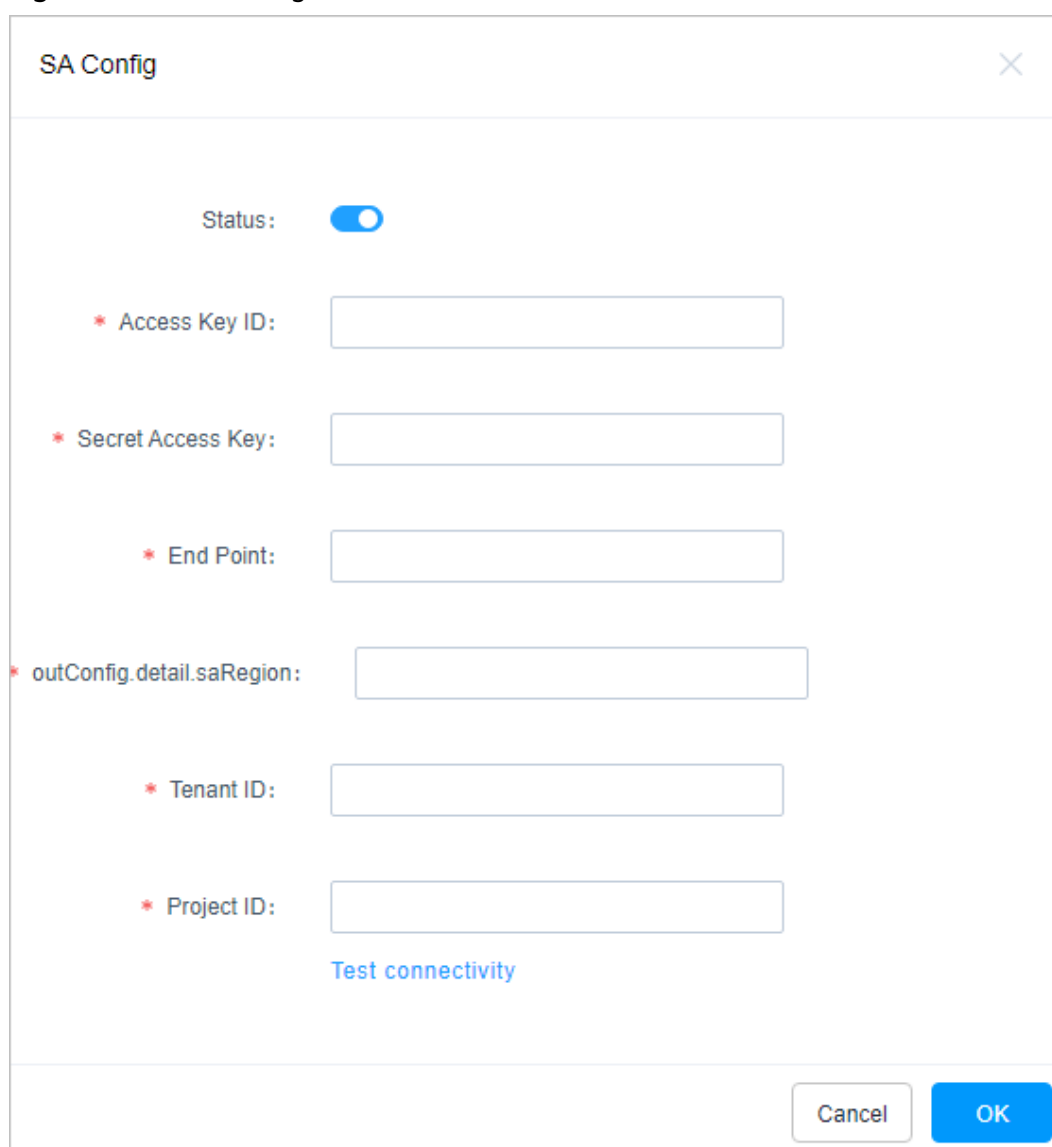 SA Config
Status:
* Access Key ID:
* Secret Access Key:
* End Point:
* outConfig.detail.saRegion:
* Tenant ID:
* Project ID:
Test connectivity
Cancel OK